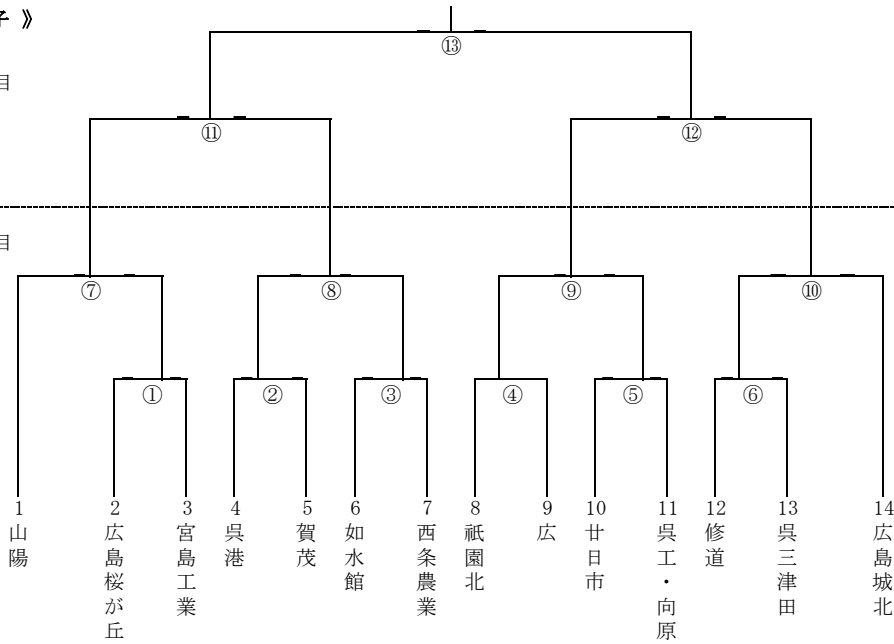 子 》
⑬
目
⑪ ⑫
目
⑦ ⑧ ⑨ ⑩
① ② ③ ④ ⑤ ⑥
1 2 3 4 5 6 7 8 9 10 11 12 13 14
山陽
広島桜が丘
宮島工業
呉港
賀茂
如水館
西条農業
祇園北
広
廿日市
呉工・向原
修道
呉三津田
広島城北